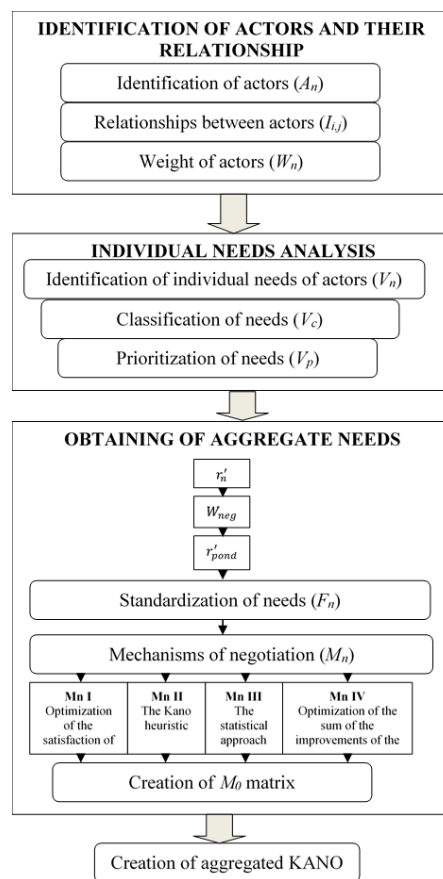 IDENTIFICATION OF ACTORS AND THEIR
RELATIONSHIP
Identification of actors (Aₙ)
Relationships between actors (Iᵢ,ⱼ)
Weight of actors (Wₙ)
INDIVIDUAL NEEDS ANALYSIS
Identification of individual needs of actors (Vₙ)
Classification of needs (V_c)
Prioritization of needs (Vₚ)
OBTAINING OF AGGREGATE NEEDS
r'ₙ
W_neg
r'_pond
Standardization of needs (Fₙ)
Mechanisms of negotiation (Mₙ)
Mn I
Optimization
of the
satisfaction of
Mn II
The Kano
heuristic
Mn III
The
statistical
approach
Mn IV
Optimization of the
sum of the
improvements of the
Creation of M₀ matrix
Creation of aggregated KANO